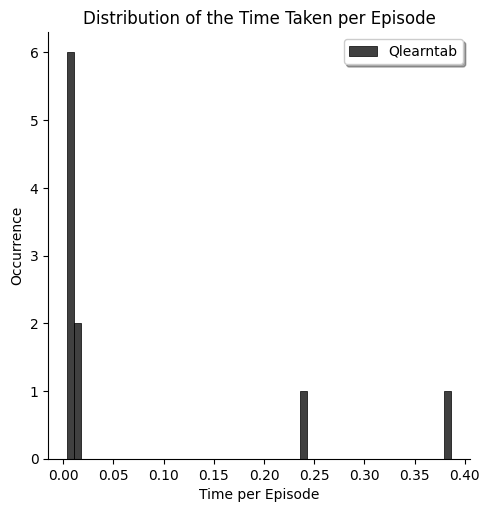 Distribution of the Time Taken per Episode
Qlearntab
6
5
4
3
2
1
0
Occurrence
0.00 0.05 0.10 0.15 0.20 0.25 0.30 0.35 0.40
Time per Episode